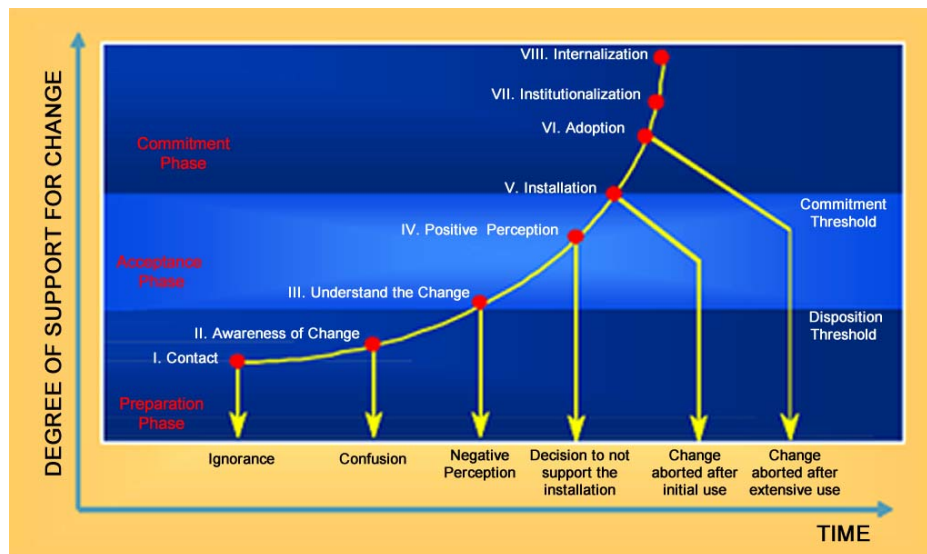 DEGREE OF SUPPORT FOR CHANGE
VIII. Internalization
VII. Institutionalization
VI. Adoption
Commitment
Phase
V. Installation
Commitment
Threshold
IV. Positive Perception
Acceptance
Phase
III. Understand the Change
Disposition
Threshold
II. Awareness of Change
I. Contact
Preparation
Phase
Ignorance
Confusion
Negative
Perception
Decision to not
support the
installation
Change
aborted after
initial use
Change
aborted after
extensive use
TIME